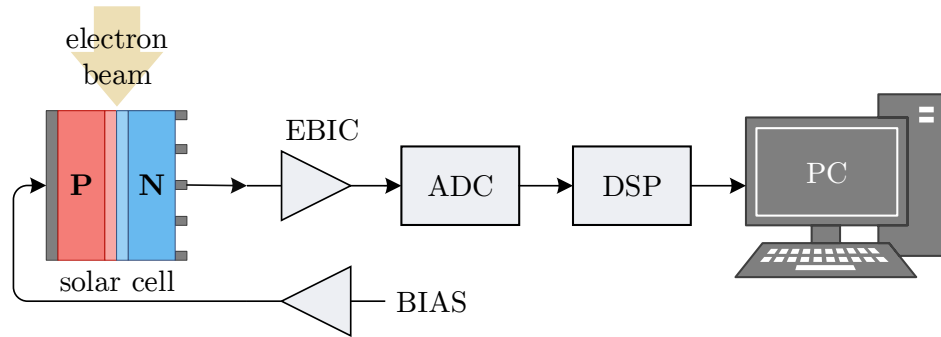 electron
beam
EBIC
P
N
ADC
DSP
PC
solar cell
BIAS